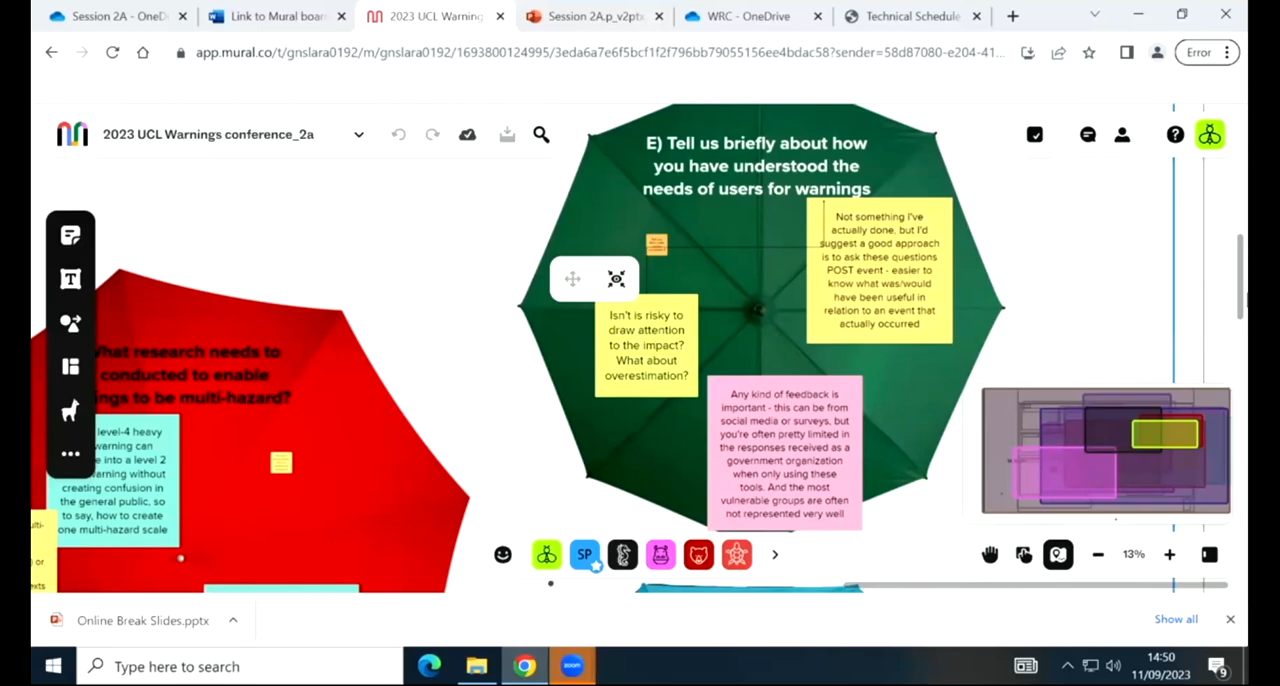 Session 2A - OneD
Link to Mural boar
2023 UCL Warning
Session 2A.p_v2ptx
WRC - OneDrive
Technical Schedule
app.mural.co/t/gnslara0192/m/gnslara0192/1693800124995/3eda6a7e6f5bcf1f2f796bb79055156ee4bdac58?sender=58d87080-e204-41...
Error
2023 UCL Warnings conference_2a
E) Tell us briefly about how
you have understood the
needs of users for warnings
Not something I've
actually done, but I'd
suggest a good approach
is to ask these questions
POST event - easier to
know what was/would
have been useful in
relation to an event that
actually occurred
Isn't is risky to
draw attention
to the impact?
What about
overestimation?
Any kind of feedback is
important - this can be from
social media or surveys, but
you're often pretty limited in
the responses received as a
government organization
when only using these
tools. And the most
vulnerable groups are often
not represented very well
hat research needs to
conducted to enable
ings to be multi-hazard?
level-4 heavy
warning can
e into a level 2
arning without
creating confusion in
the general public, so
to say, how to create
one multi-hazard scale
ulti-
) or
exts
SP
13%
Online Break Slides.pptx
Show all
Type here to search
zoom
14:50
11/09/2023
9